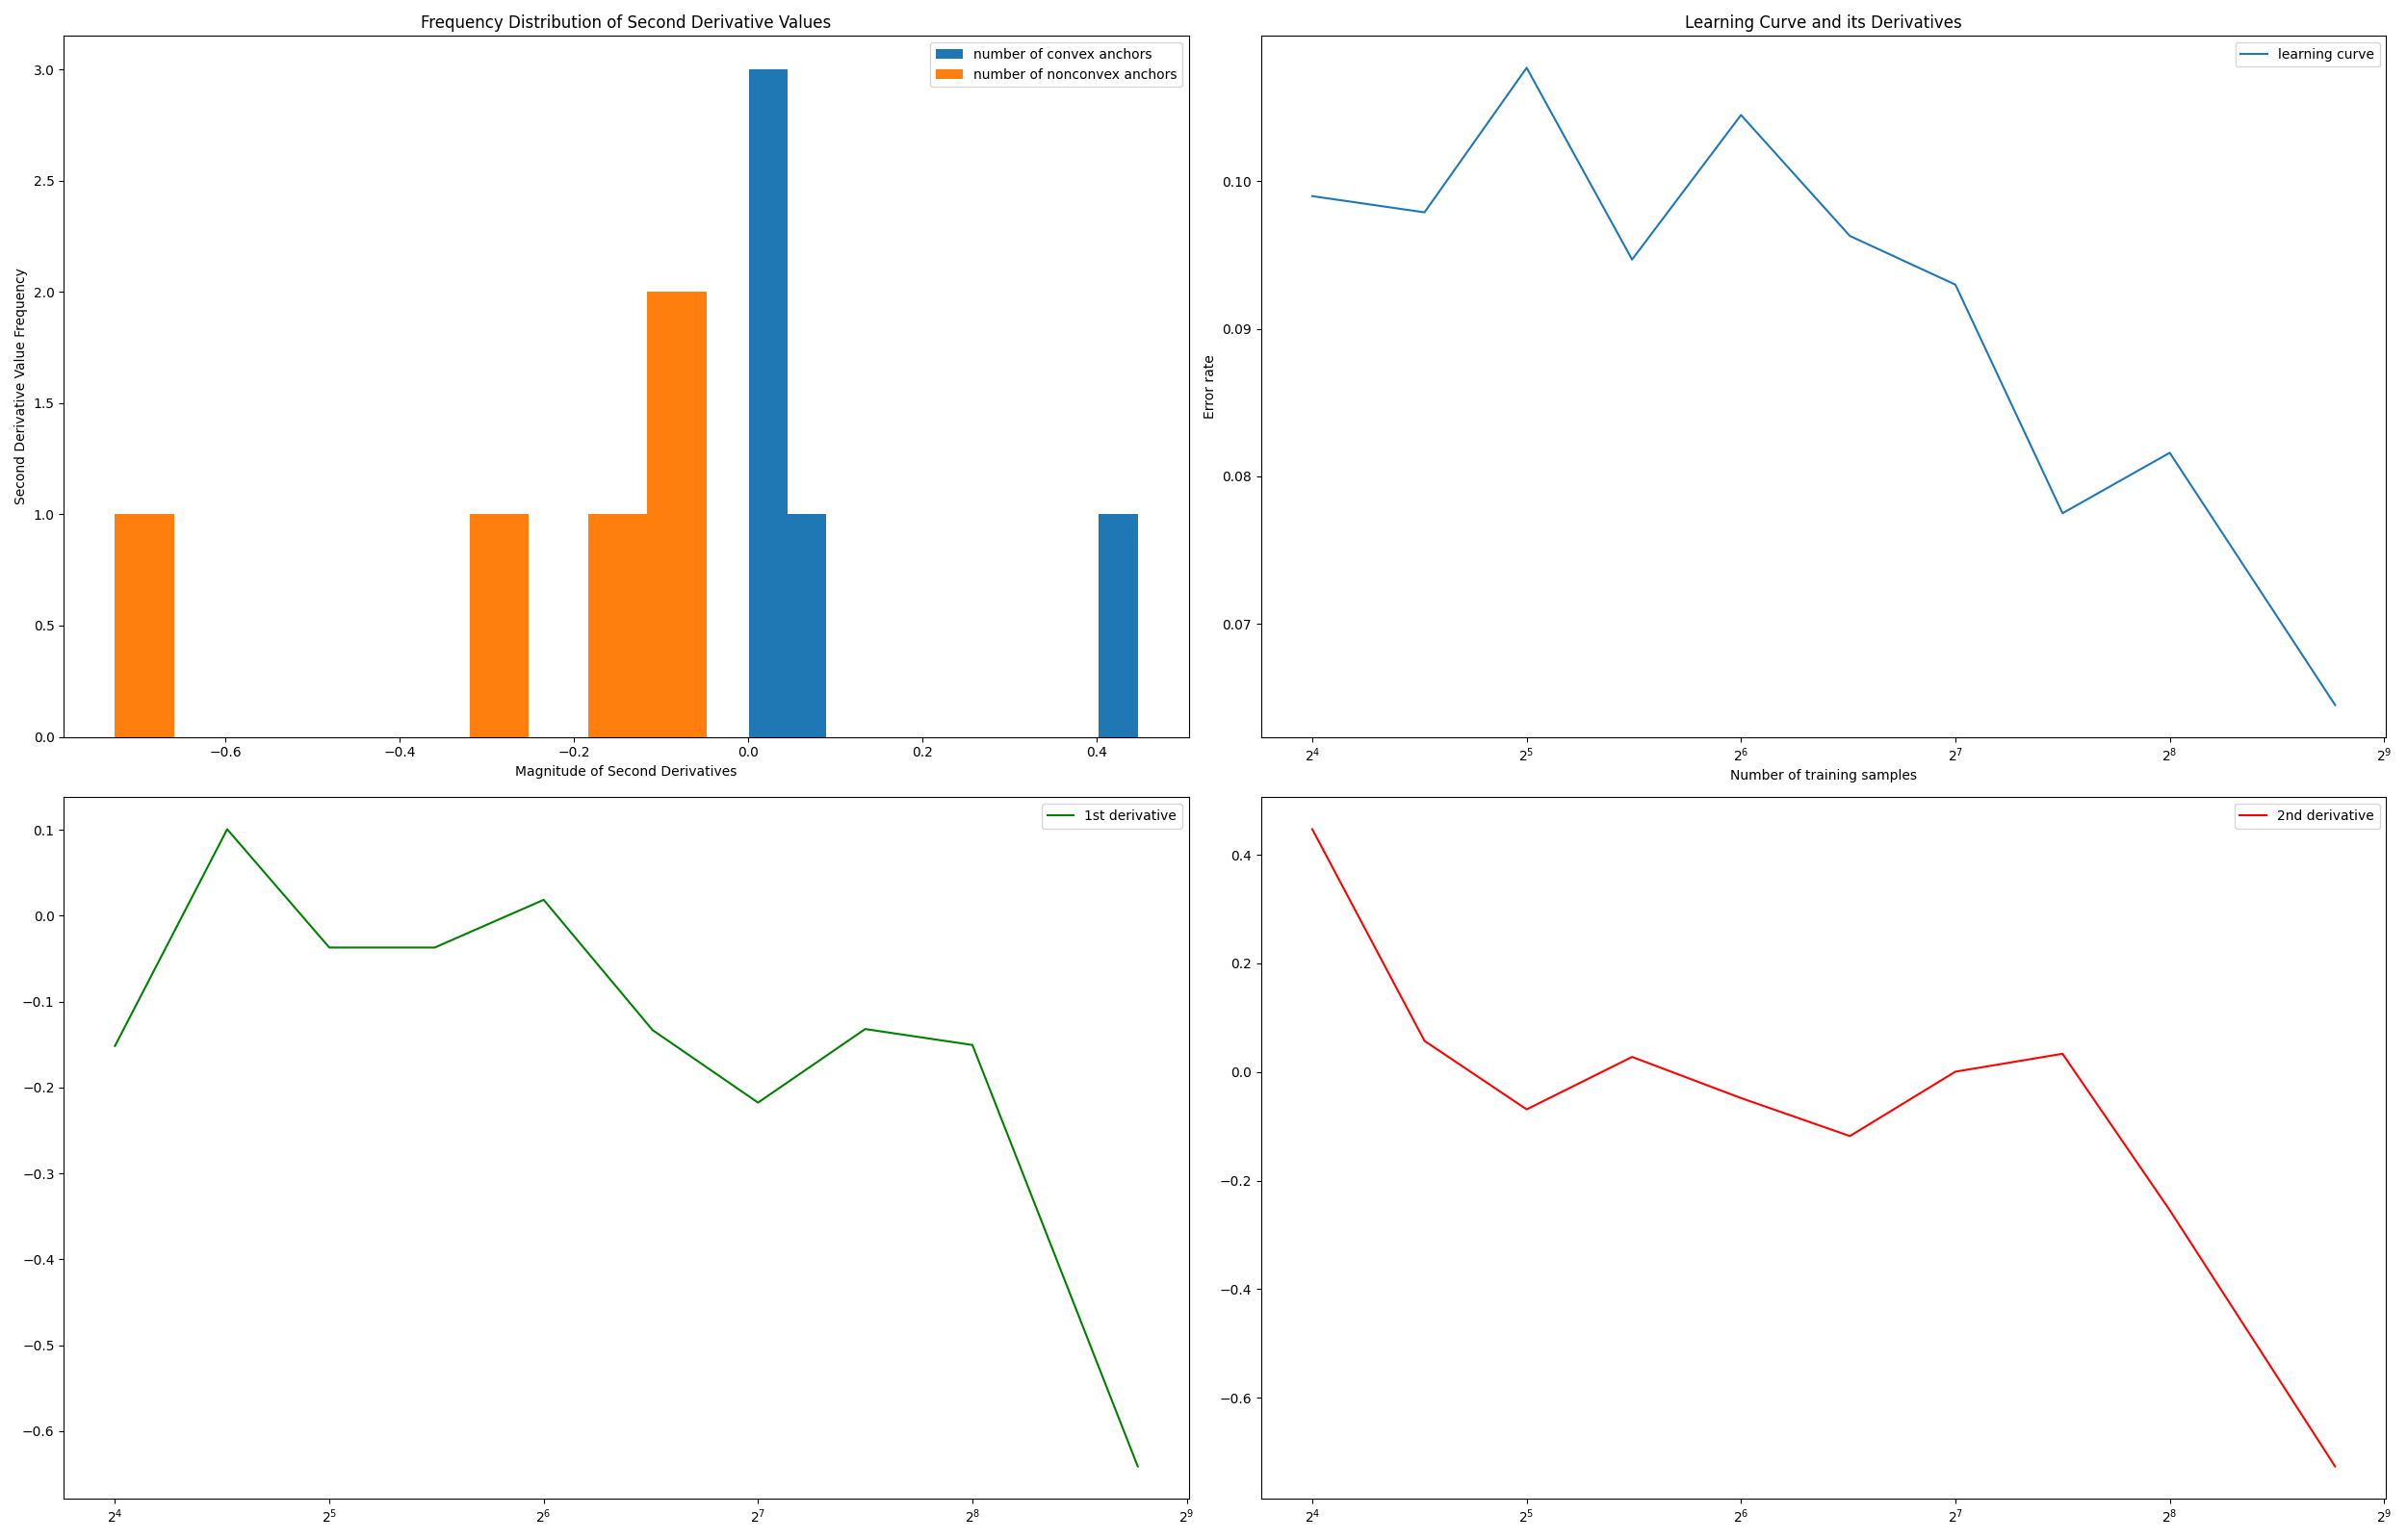 Frequency Distribution of Second Derivative Values
number of convex anchors
number of nonconvex anchors
3.0
2.5
2.0
1.5
1.0
0.5
0.0
Second Derivative Value Frequency
−0.6 −0.4 −0.2 0.0 0.2 0.4
Magnitude of Second Derivatives
Learning Curve and its Derivatives
learning curve
0.10
0.09
0.08
0.07
Error rate
2⁴ 2⁵ 2⁶ 2⁷ 2⁸ 2⁹
Number of training samples
1st derivative
0.1
0.0
−0.1
−0.2
−0.3
−0.4
−0.5
−0.6
2⁴ 2⁵ 2⁶ 2⁷ 2⁸ 2⁹
2nd derivative
0.4
0.2
0.0
−0.2
−0.4
−0.6
2⁴ 2⁵ 2⁶ 2⁷ 2⁸ 2⁹